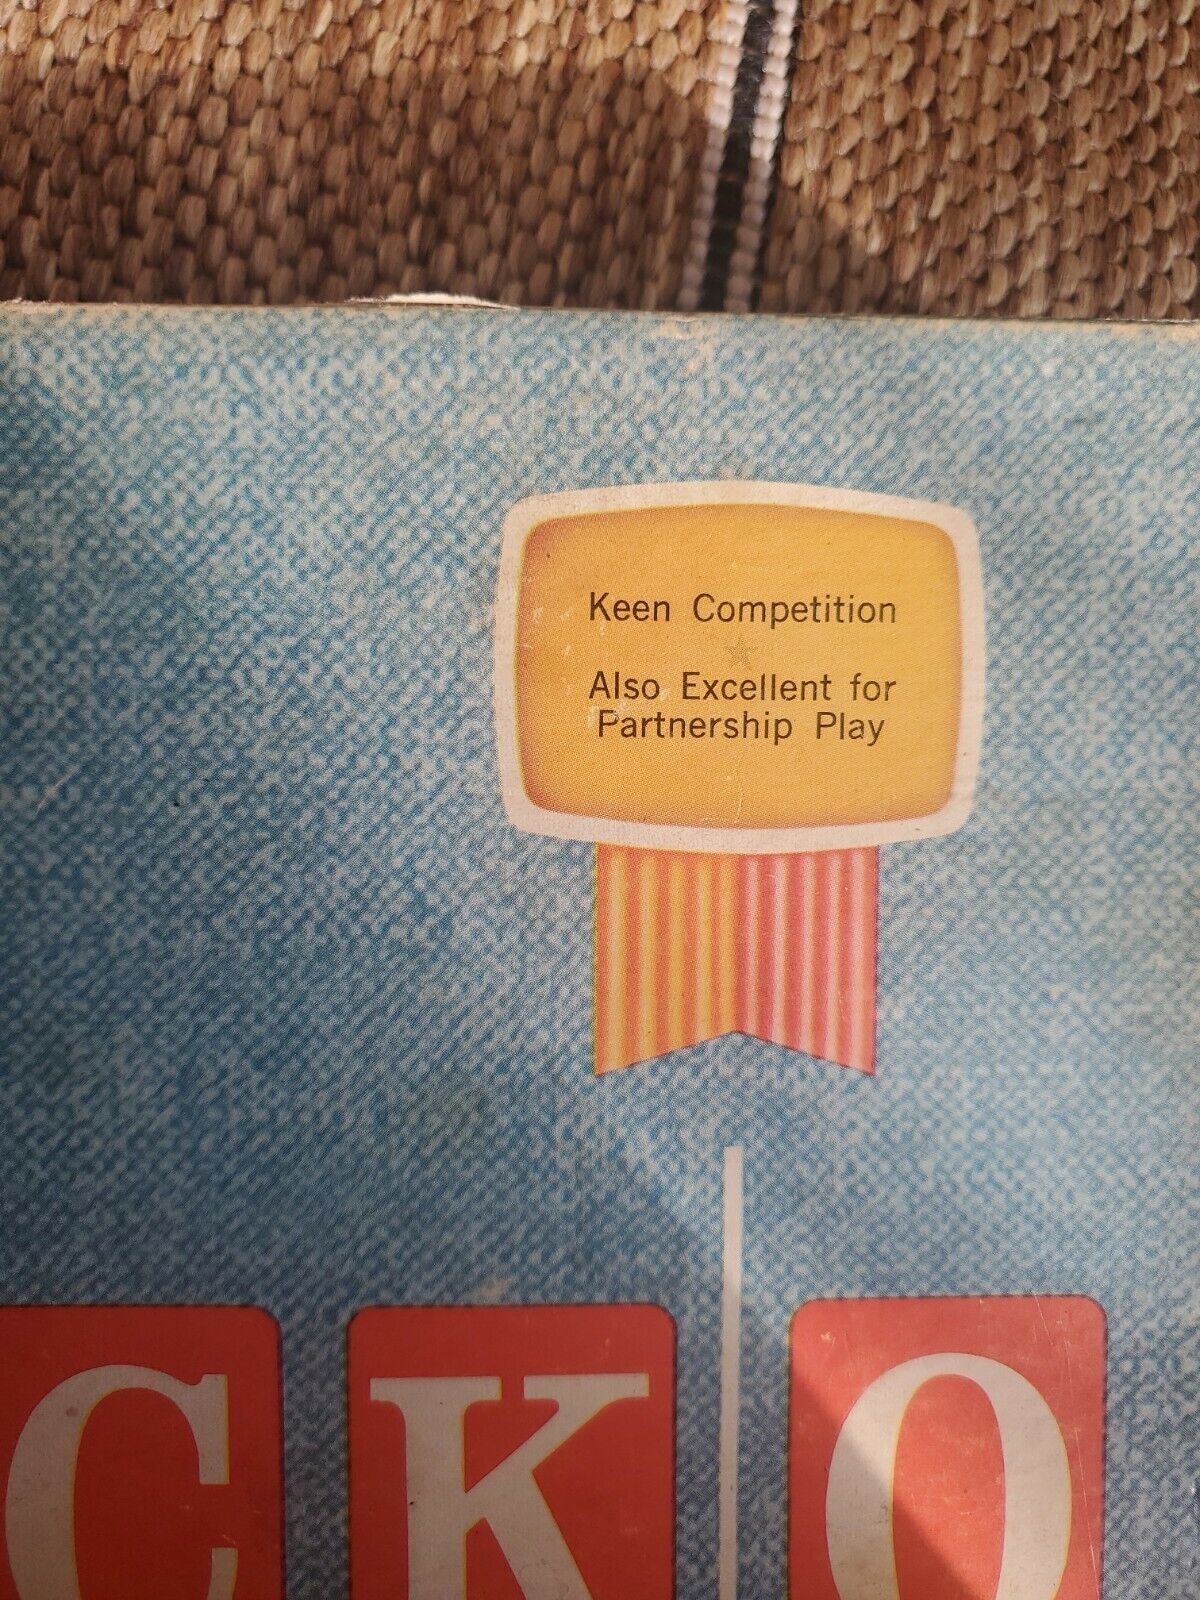 Keen Competition
Also Excellent for
Partnership Play
C K O